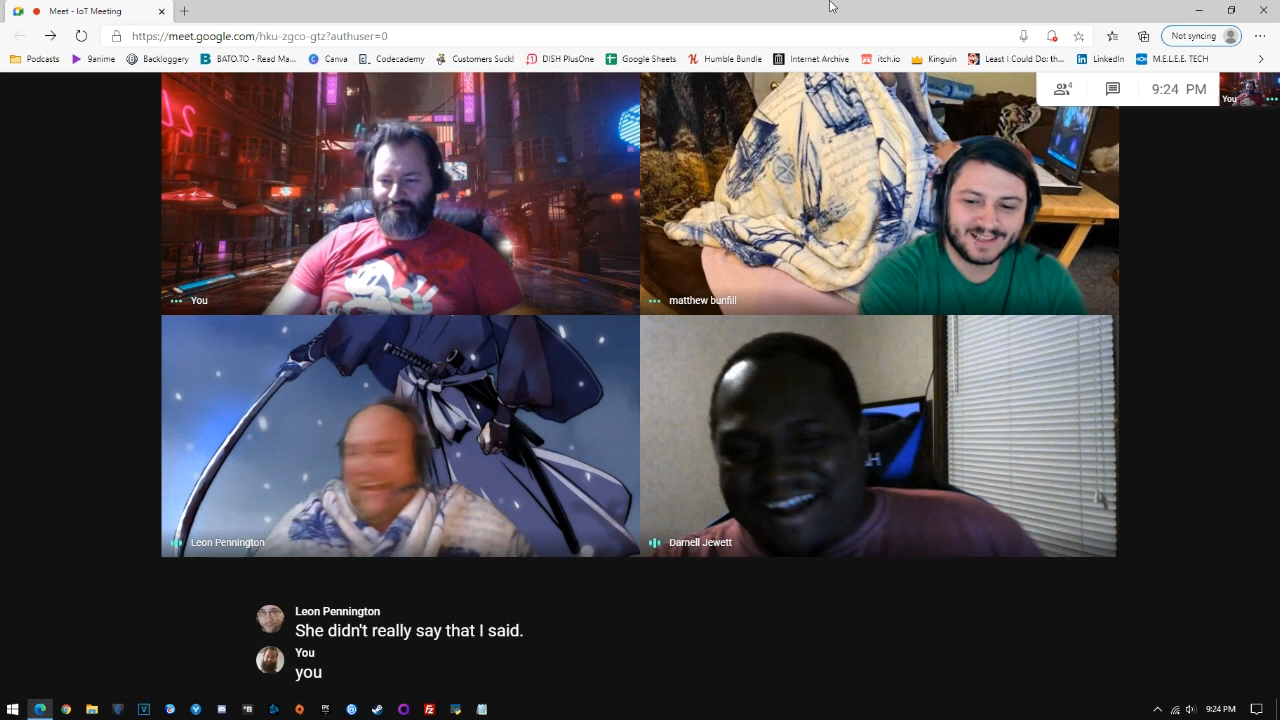 Meet - IoT Meeting
https://meet.google.com/hku-zgco-gtz?authuser=0
Not syncing
Podcasts
9anime
Backloggery
BATO.TO - Read Ma...
Canva
Codecademy
Customers Suck!
DISH PlusOne
Google Sheets
Humble Bundle
Internet Archive
itch.io
Kinguin
Least i Could Do: th...
LinkedIn
M.E.L.E.E. TECH
4
9:24 PM
You
You
matthew bunfill
Leon Pennington
Darnell Jewett
Leon Pennington
She didn't really say that I said.
You
you
9:24 PM